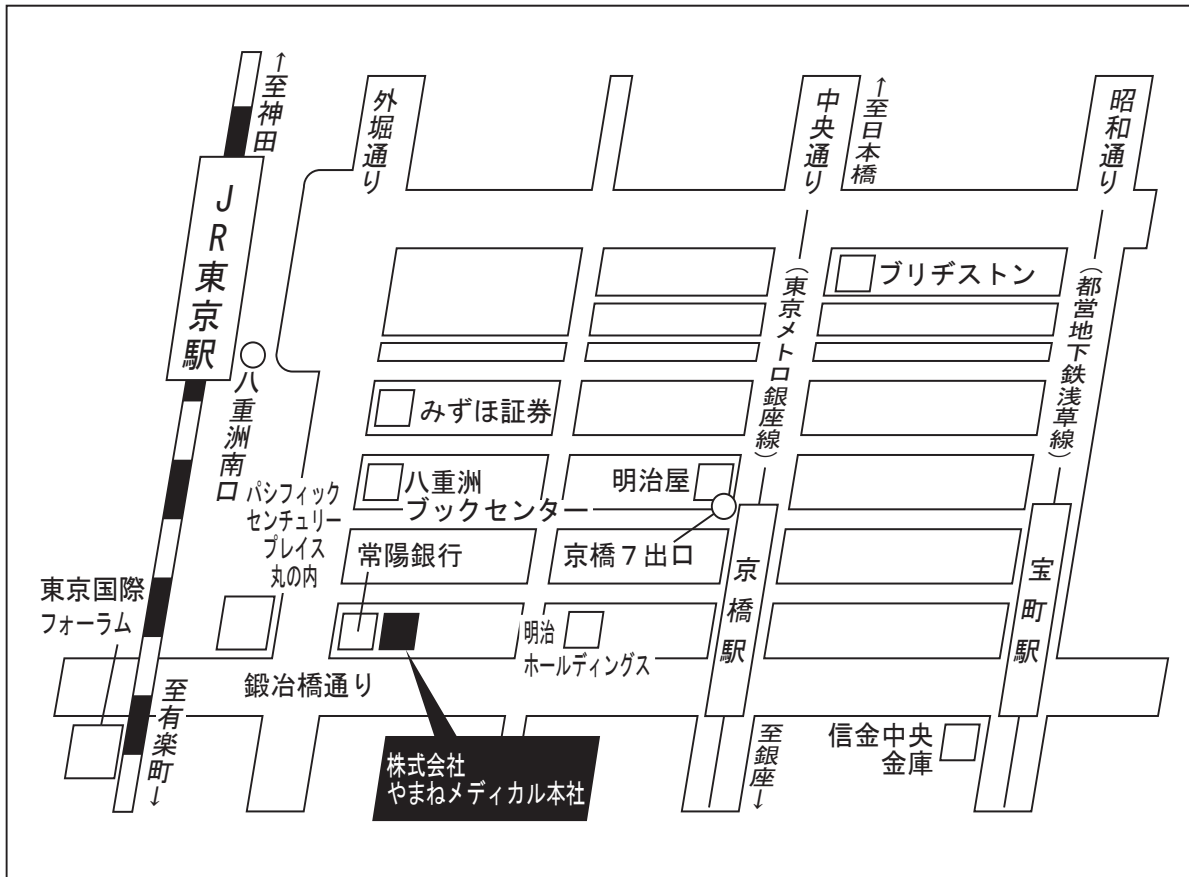 ↑至神田
外堀通り
中央通り
↑至日本橋
昭和通り
JR東京駅
ブリヂストン
（東京メトロ銀座線）
（都営地下鉄浅草線）
八重洲南口
みずほ証券
八重洲
ブックセンター
明治屋
パシフィック
センチュリー
プレイス
丸の内
常陽銀行
京橋７出口
京橋駅
宝町駅
東京国際
フォーラム
明治
ホールディングス
鍛冶橋通り
至有楽町↓
至銀座↓
信金中央
金庫
株式会社
やまねメディカル本社